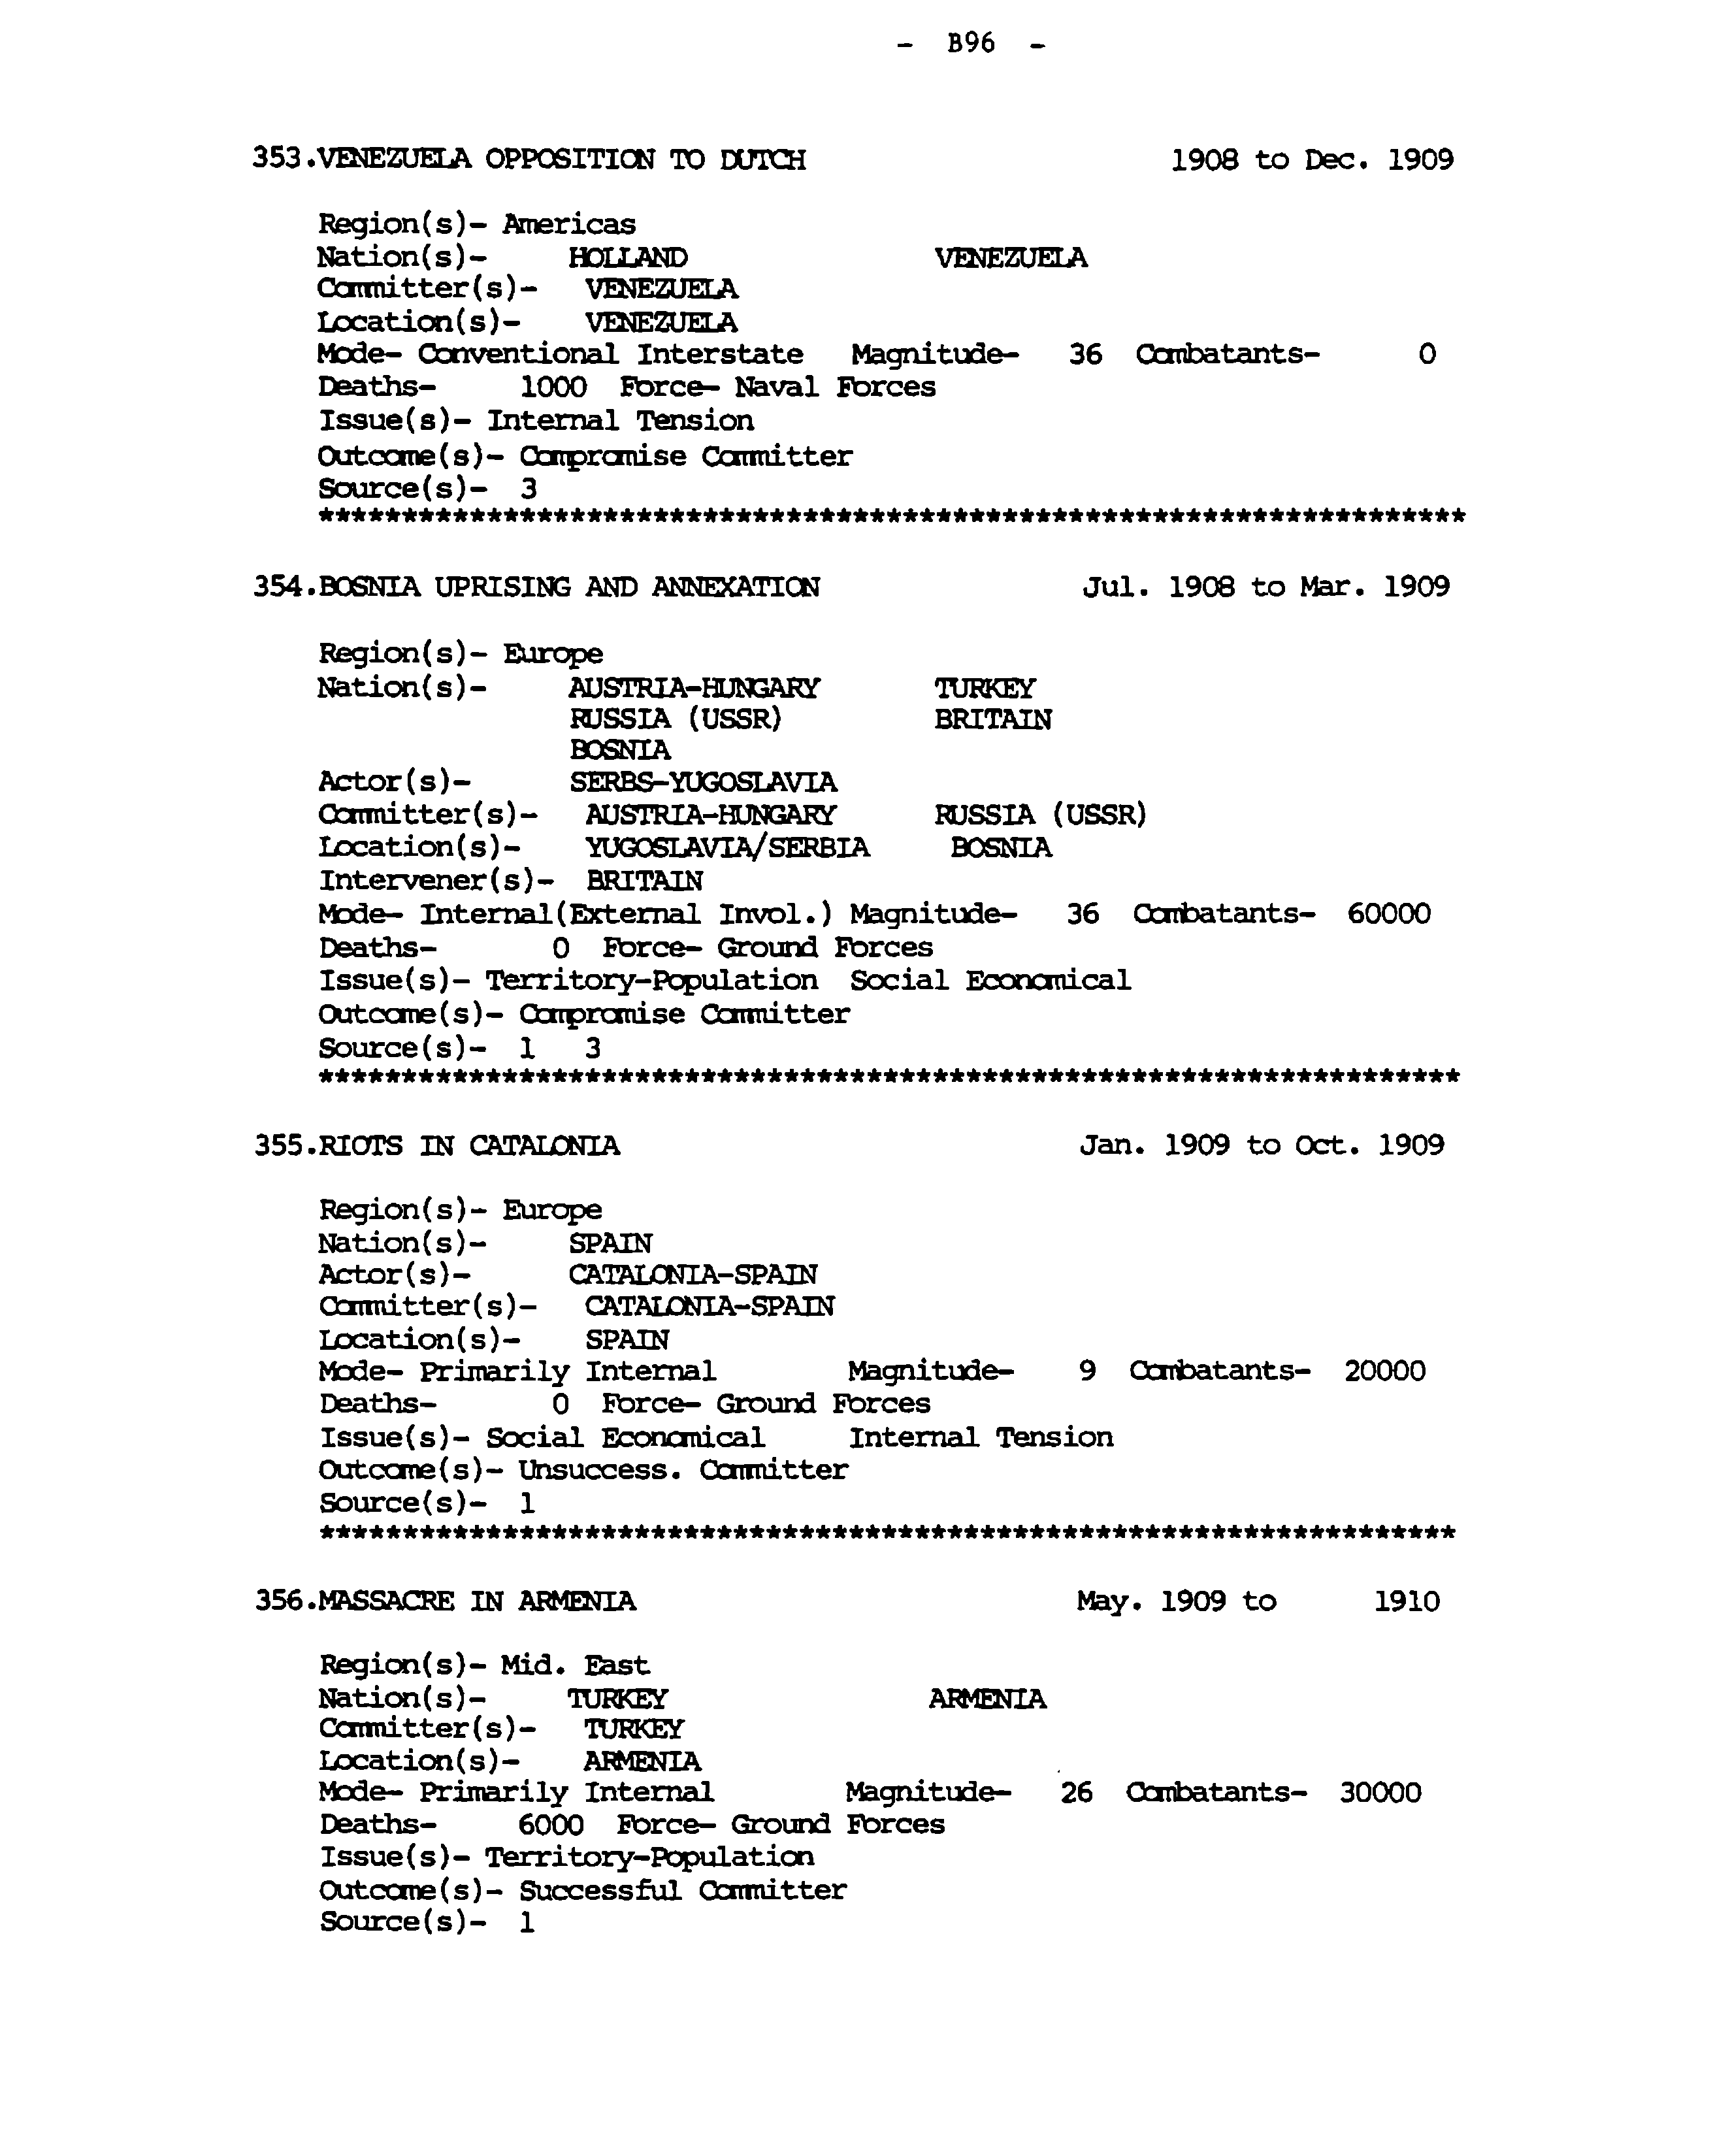 - B96 -
353.VENEZUELA OPPOSITION TO DUTCH 1908 to Dec. 1909
Region(s)- Americas
Nation(s)- HOLLAND VENEZUELA
Committer(s)- VENEZUELA
Location(s)- VENEZUELA
Mode- Conventional Interstate Magnitude- 36 Combatants- 0
Deaths- 1000 Force- Naval Forces
Issue(s)- Internal Tension
Outcome(s)- Compromise Committer
Source(s)- 3
*********************************************************************
354.BOSNIA UPRISING AND ANNEXATION Jul. 1908 to Mar. 1909
Region(s)- Europe
Nation(s)- AUSTRIA-HUNGARY TURKEY
RUSSIA (USSR) BRITAIN
BOSNIA
Actor(s)- SERBS-YUGOSLAVIA
Committer(s)- AUSTRIA-HUNGARY RUSSIA (USSR)
Location(s)- YUGOSLAVIA/SERBIA BOSNIA
Intervener(s)- BRITAIN
Mode- Internal(External Invol.) Magnitude- 36 Combatants- 60000
Deaths- 0 Force- Ground Forces
Issue(s)- Territory-Population Social Economical
Outcome(s)- Compromise Committer
Source(s)- 1 3
*********************************************************************
355.RIOTS IN CATALONIA Jan. 1909 to Oct. 1909
Region(s)- Europe
Nation(s)- SPAIN
Actor(s)- CATALONIA-SPAIN
Committer(s)- CATALONIA-SPAIN
Location(s)- SPAIN
Mode- Primarily Internal Magnitude- 9 Combatants- 20000
Deaths- 0 Force- Ground Forces
Issue(s)- Social Economical Internal Tension
Outcome(s)- Unsuccess. Committer
Source(s)- 1
*********************************************************************
356.MASSACRE IN ARMENIA May. 1909 to 1910
Region(s)- Mid. East
Nation(s)- TURKEY ARMENIA
Committer(s)- TURKEY
Location(s)- ARMENIA
Mode- Primarily Internal Magnitude- 26 Combatants- 30000
Deaths- 6000 Force- Ground Forces
Issue(s)- Territory-Population
Outcome(s)- Successful Committer
Source(s)- 1